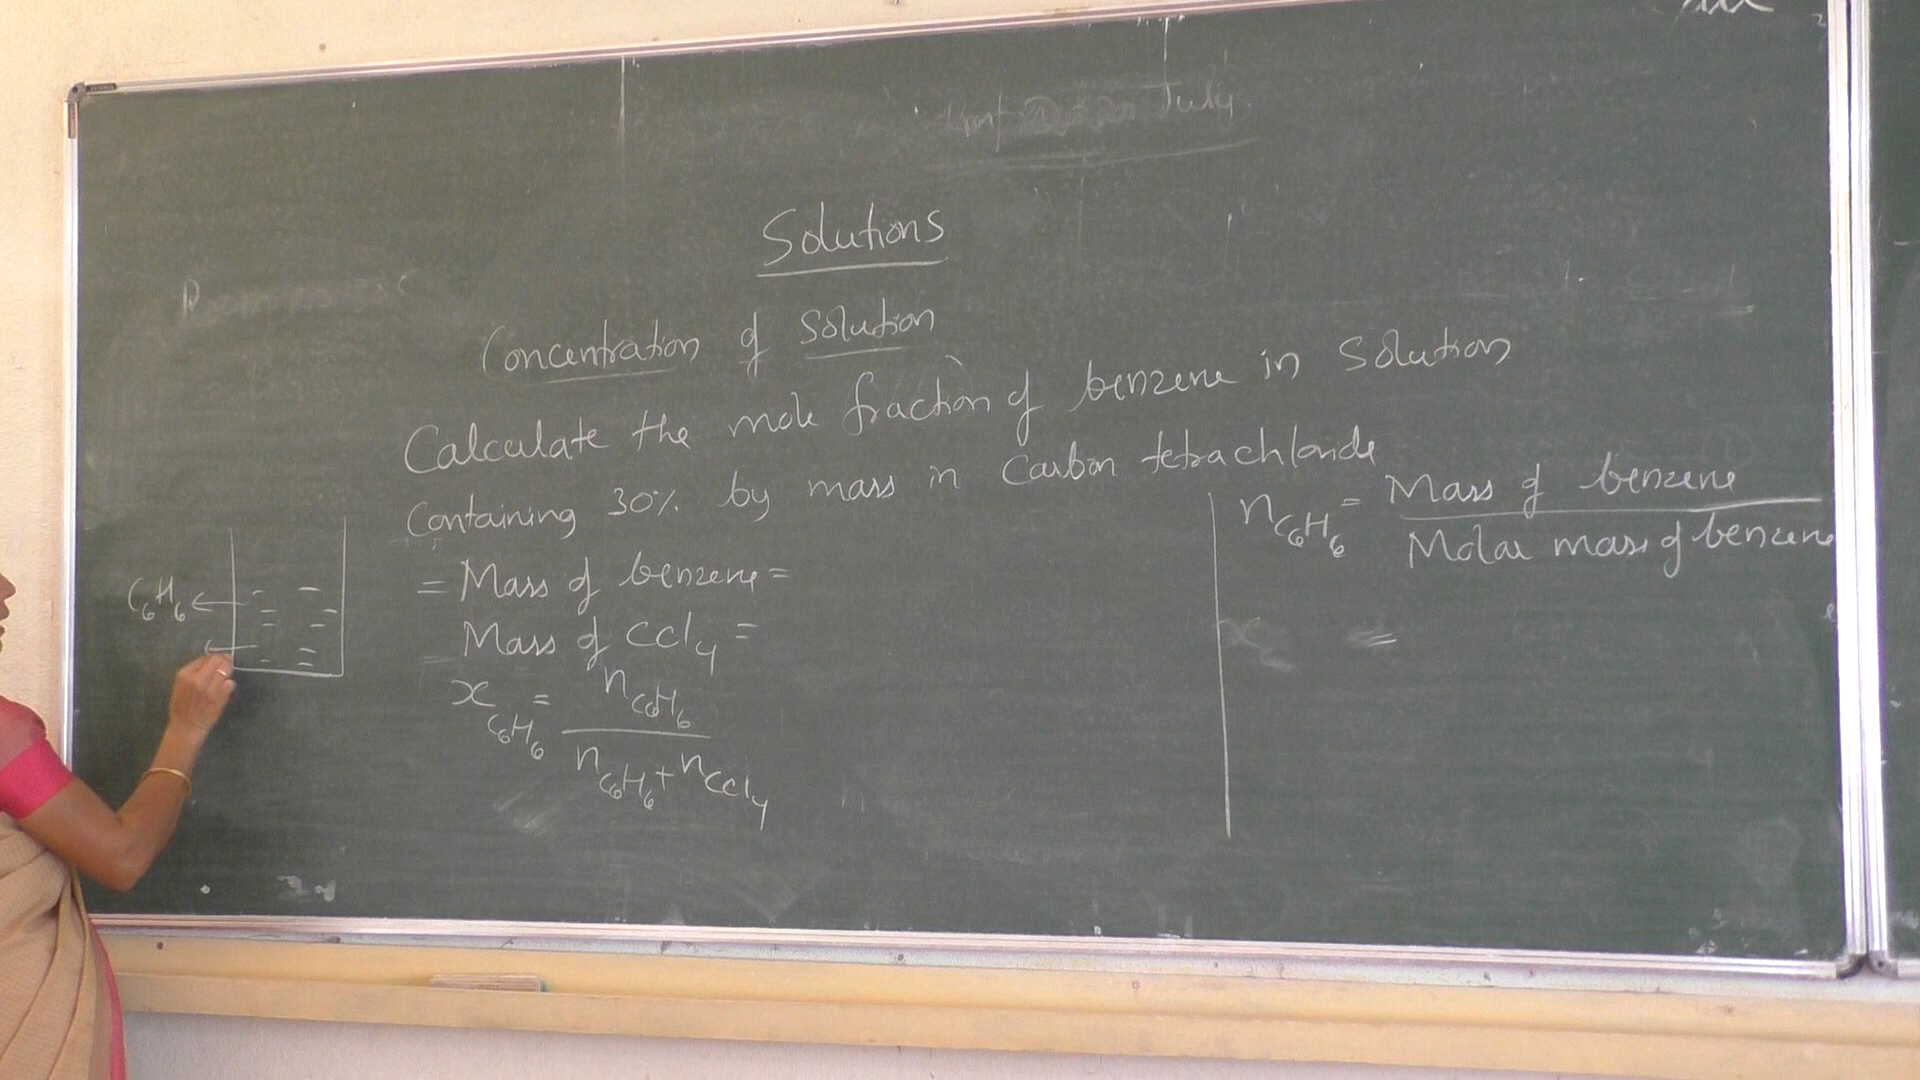 July.
Solutions
Concentration of Solution
Calculate the mole fraction of benzene in Solution
Containing 30% by mass in Carbon tetrachloride
= Mass of benzene =
Mass of CCl₄ =
x C₆H₆ = n C₆H₆
n C₆H₆ + n CCl₄
C₆H₆ ←
n C₆H₆ = Mass of benzene
Molar mass of benzene
=